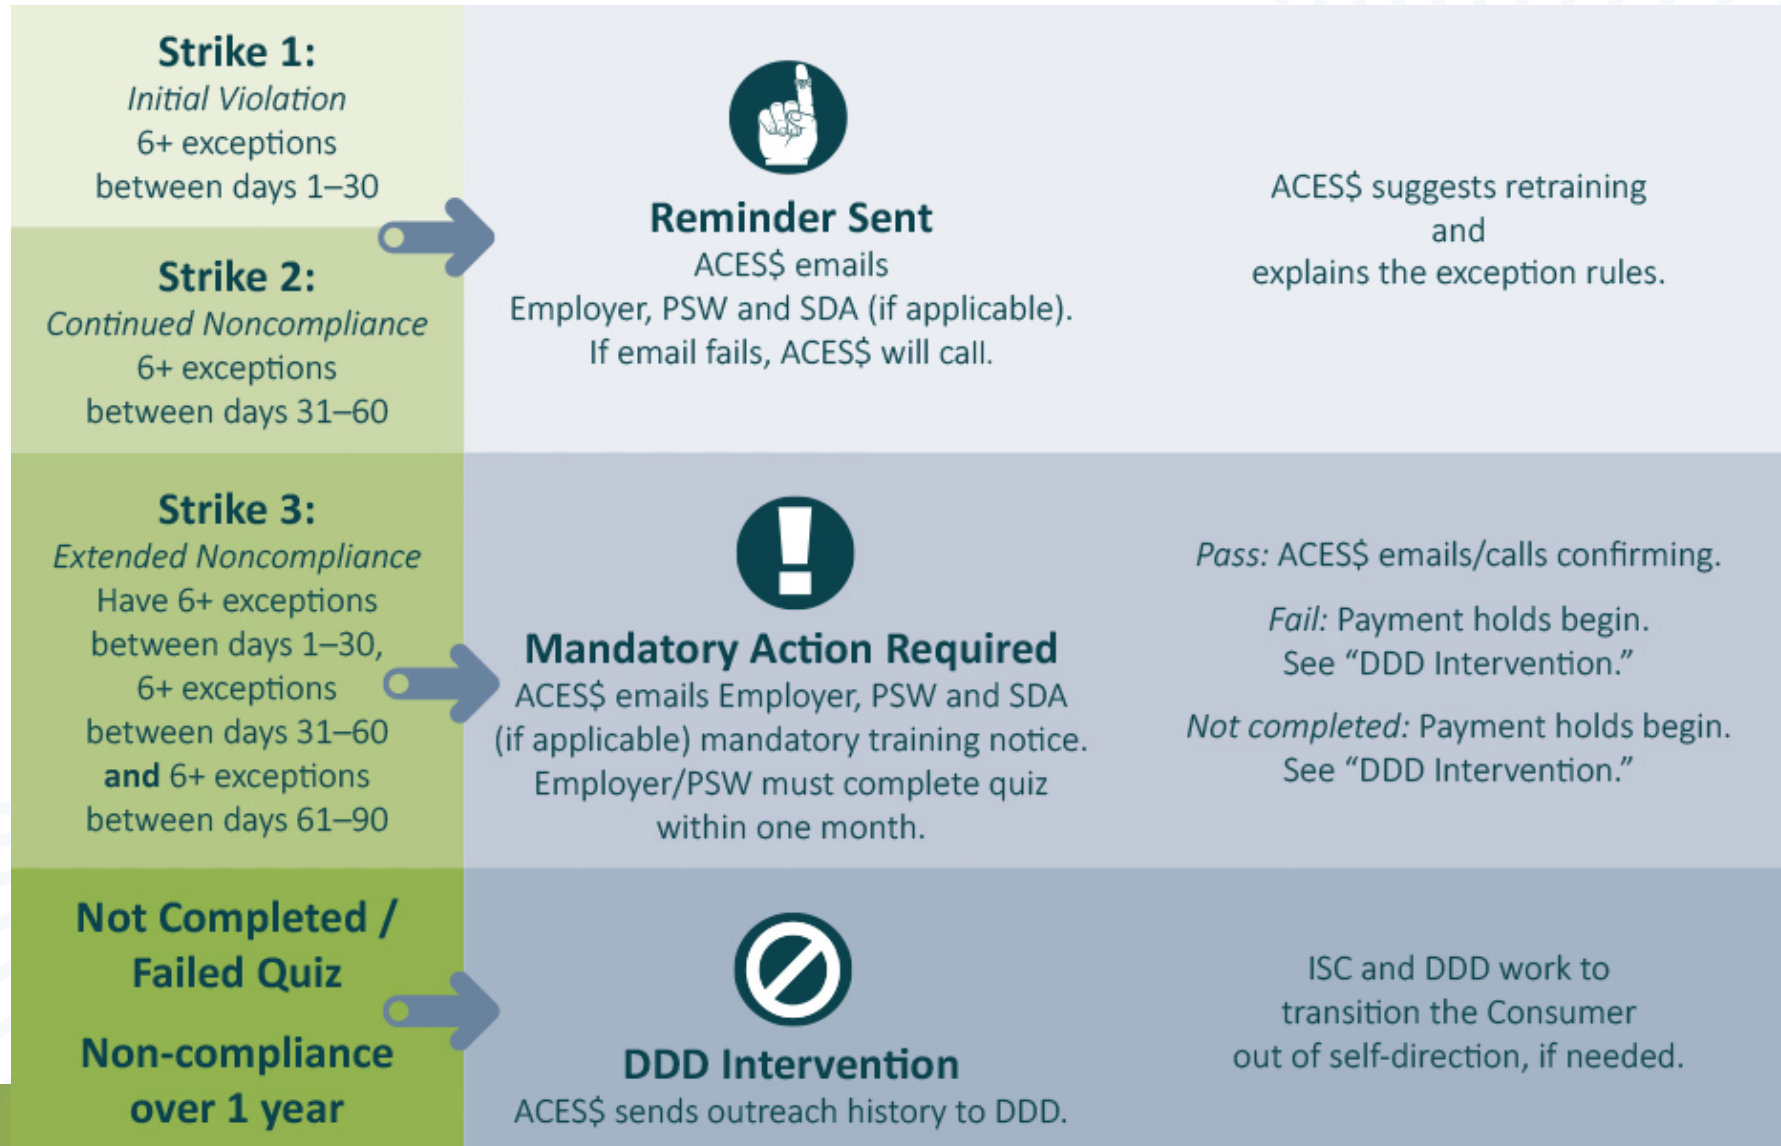 Strike 1:
Initial Violation
6+ exceptions
between days 1–30
Reminder Sent
ACES$ emails
Employer, PSW and SDA (if applicable).
If email fails, ACES$ will call.
ACES$ suggests retraining
and
explains the exception rules.
Strike 2:
Continued Noncompliance
6+ exceptions
between days 31–60
Strike 3:
Extended Noncompliance
Have 6+ exceptions
between days 1–30,
6+ exceptions
between days 31–60
and 6+ exceptions
between days 61–90
Mandatory Action Required
ACES$ emails Employer, PSW and SDA
(if applicable) mandatory training notice.
Employer/PSW must complete quiz
within one month.
Pass: ACES$ emails/calls confirming.
Fail: Payment holds begin.
See “DDD Intervention.”
Not completed: Payment holds begin.
See “DDD Intervention.”
Not Completed /
Failed Quiz
Non-compliance
over 1 year
DDD Intervention
ACES$ sends outreach history to DDD.
ISC and DDD work to
transition the Consumer
out of self-direction, if needed.